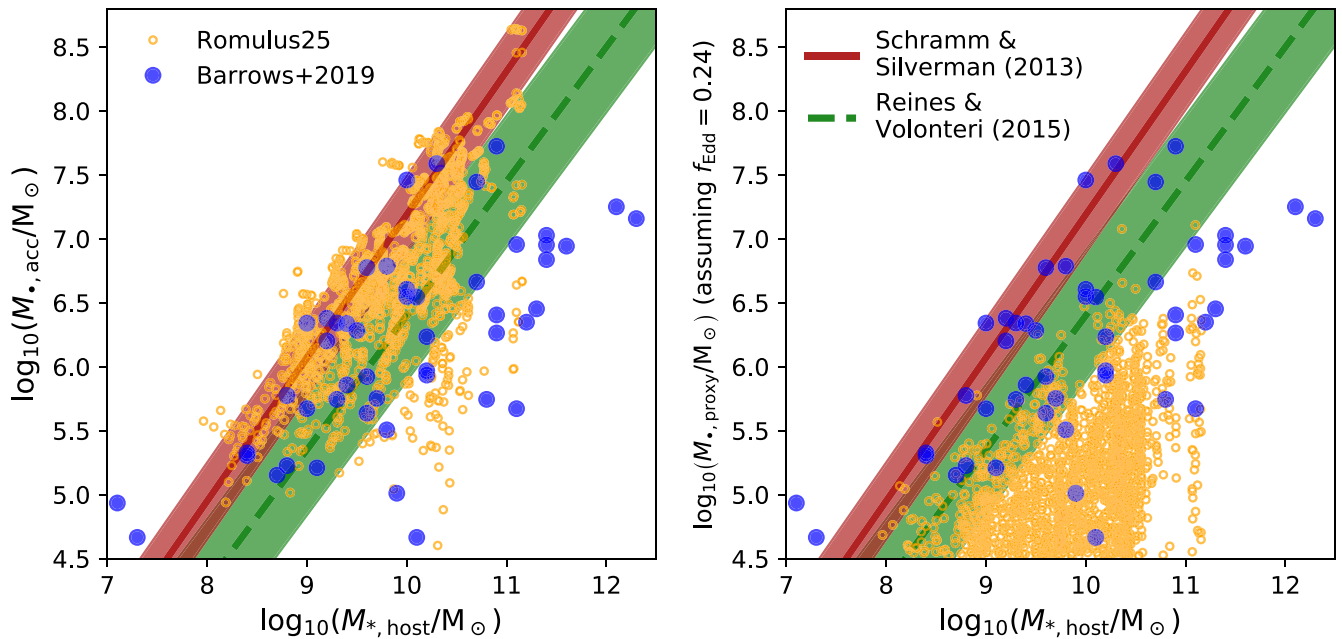 Romulus25
Barrows+2019
8.5
8.0
7.5
7.0
6.5
6.0
5.5
5.0
4.5
log₁₀(M•,acc/M⊙)
7 8 9 10 11 12
log₁₀(M*,host/M⊙)
Schramm &
Silverman (2013)
Reines &
Volonteri (2015)
8.5
8.0
7.5
7.0
6.5
6.0
5.5
5.0
4.5
log₁₀(M•,proxy/M⊙) (assuming fEdd = 0.24)
7 8 9 10 11 12
log₁₀(M*,host/M⊙)